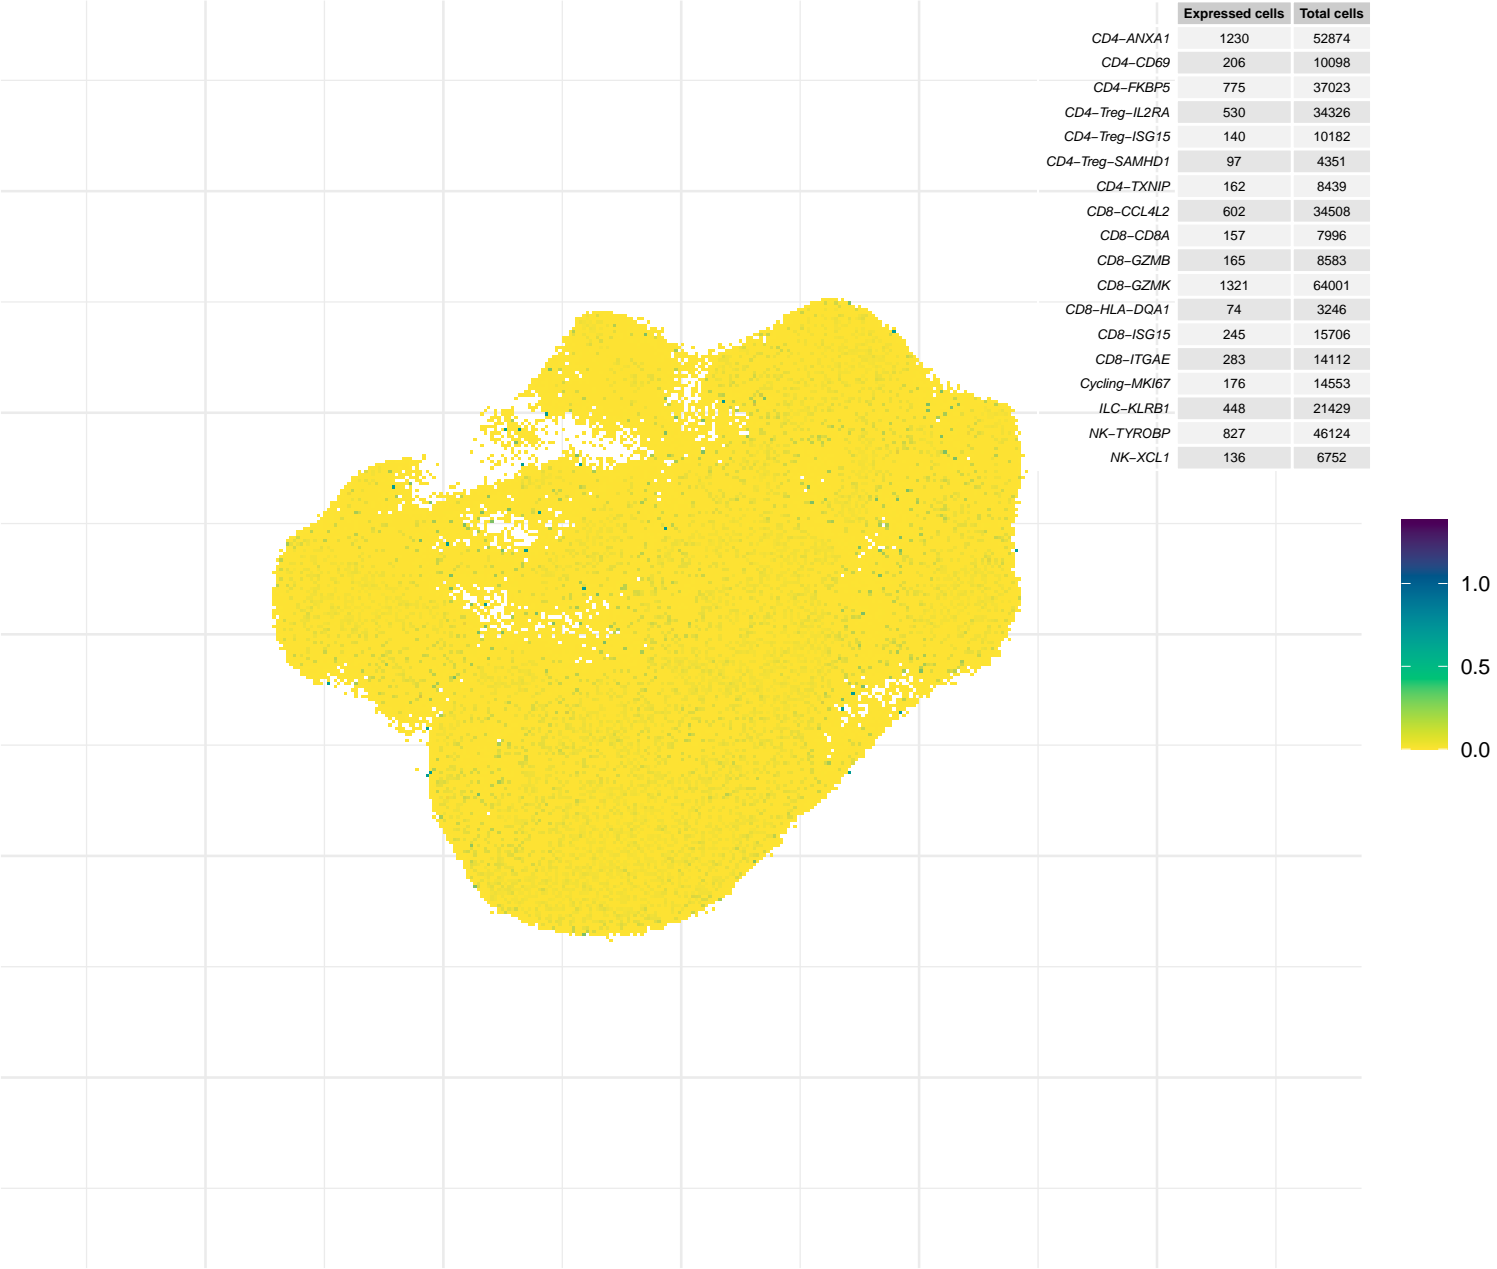 Expressed cells Total cells
CD4−ANXA1 1230 52874
CD4−CD69 206 10098
CD4−FKBP5 775 37023
CD4−Treg−IL2RA 530 34326
CD4−Treg−ISG15 140 10182
CD4−Treg−SAMHD1 97 4351
CD4−TXNIP 162 8439
CD8−CCL4L2 602 34508
CD8−CD8A 157 7996
CD8−GZMB 165 8583
CD8−GZMK 1321 64001
CD8−HLA−DQA1 74 3246
CD8−ISG15 245 15706
CD8−ITGAE 283 14112
Cycling−MKI67 176 14553
ILC−KLRB1 448 21429
NK−TYROBP 827 46124
NK−XCL1 136 6752
1.0
0.5
0.0